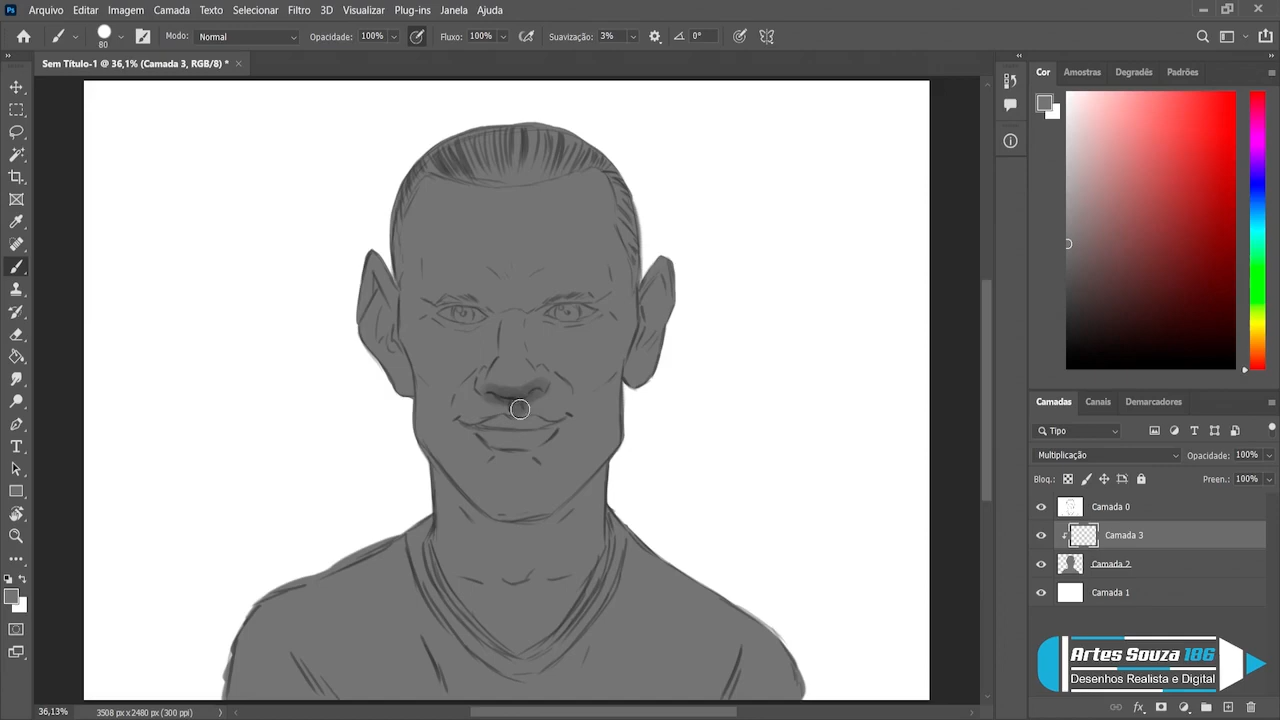 Ps Arquivo Editar Imagem Camada Texto Selecionar Filtro 3D Visualizar Plug-ins Janela Ajuda
80 Modo: Normal Opacidade: 100% Fluxo: 100% Suavização: 3% 0°
Sem Título-1 @ 36,1% (Camada 3, RGB/8) *
Cor Amostras Degradês Padrões
Camadas Canais Demarcadores
Tipo
Multiplicação Opacidade: 100%
Bloq.: Preen.: 100%
Camada 0
Camada 3
Camada 2
Camada 1
Artes Souza 186
Desenhos Realista e Digital
36,13% 3508 px x 2480 px (300 ppi)